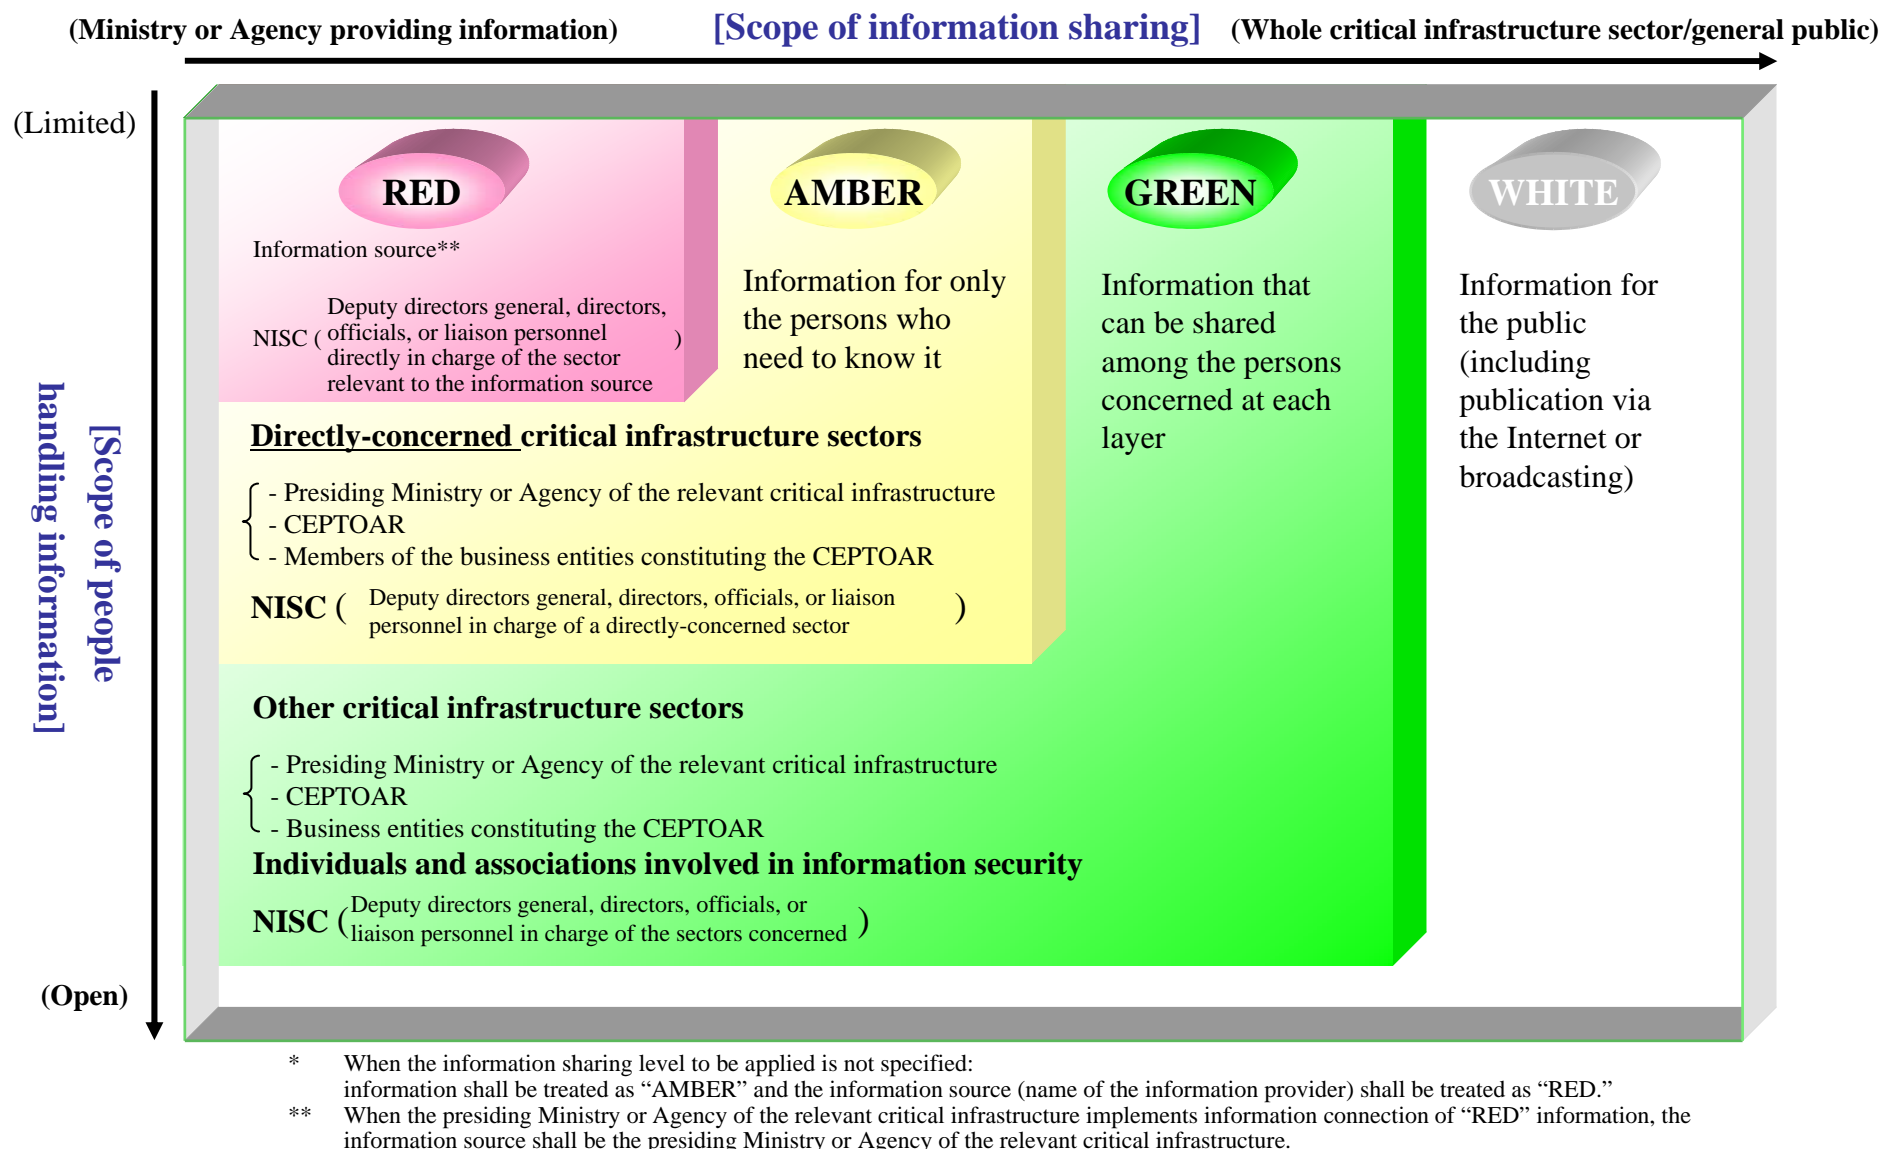 (Ministry or Agency providing information) [Scope of information sharing] (Whole critical infrastructure sector/general public)
(Limited)
RED
AMBER
GREEN
WHITE
Information source**
NISC (
Deputy directors general, directors,
officials, or liaison personnel
directly in charge of the sector
relevant to the information source
)
Information for only
the persons who
need to know it
Information that
can be shared
among the persons
concerned at each
layer
Information for
the public
(including
publication via
the Internet or
broadcasting)
[Scope of people
handling information]
Directly-concerned critical infrastructure sectors
- Presiding Ministry or Agency of the relevant critical infrastructure
- CEPTOAR
- Members of the business entities constituting the CEPTOAR
NISC (
Deputy directors general, directors, officials, or liaison
personnel in charge of a directly-concerned sector
)
Other critical infrastructure sectors
- Presiding Ministry or Agency of the relevant critical infrastructure
- CEPTOAR
- Business entities constituting the CEPTOAR
Individuals and associations involved in information security
NISC (
Deputy directors general, directors, officials, or
liaison personnel in charge of the sectors concerned
)
(Open)
* When the information sharing level to be applied is not specified:
information shall be treated as “AMBER” and the information source (name of the information provider) shall be treated as “RED.”
** When the presiding Ministry or Agency of the relevant critical infrastructure implements information connection of “RED” information, the
information source shall be the presiding Ministry or Agency of the relevant critical infrastructure.